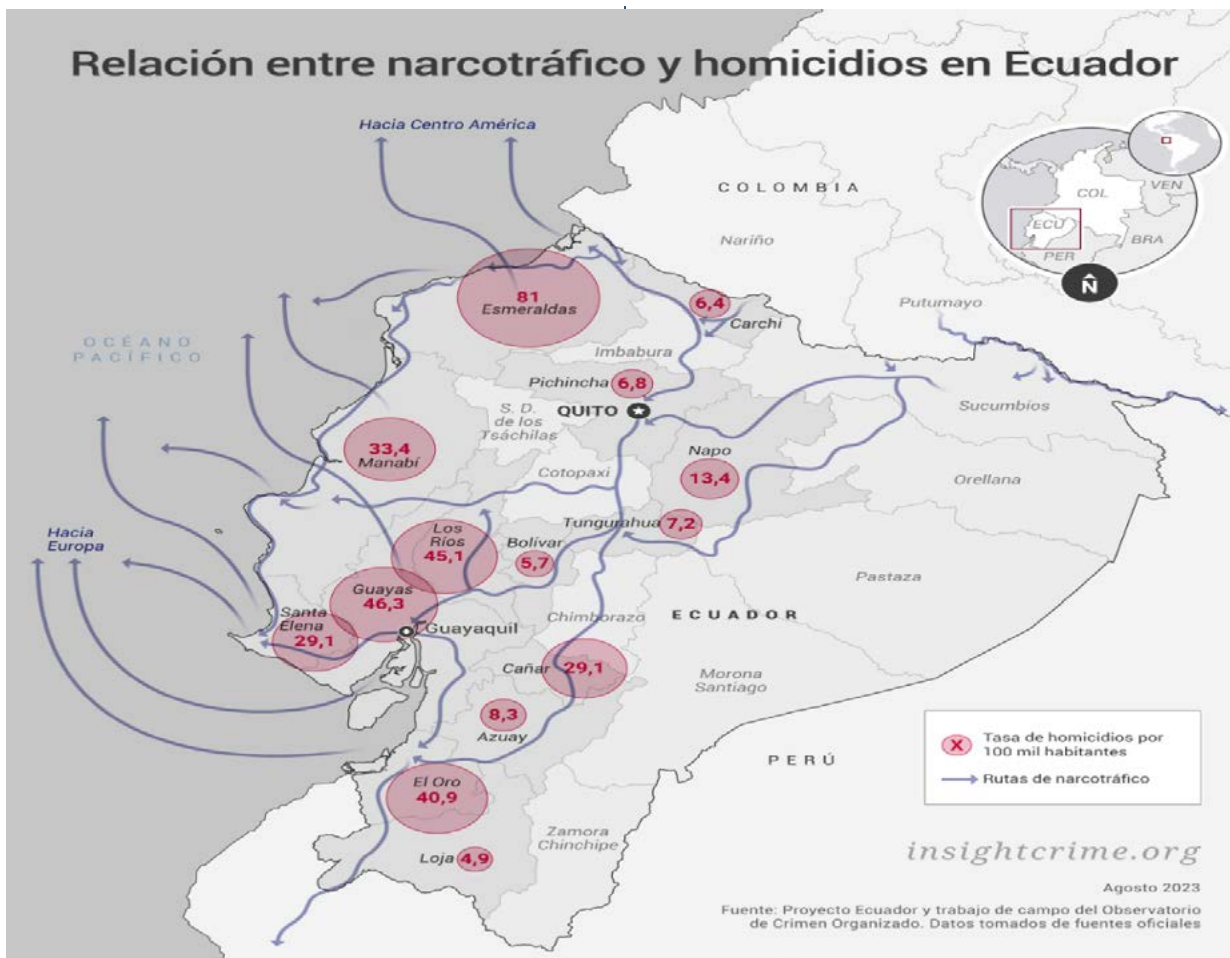 Relación entre narcotráfico y homicidios en Ecuador
Hacia Centro América
COLOMBIA
Nariño
COL
VEN
ECU
BRA
PER
N
Putumayo
81
Esmeraldas
6,4
Carchi
OCÉANO
PACÍFICO
Imbabura
Pichincha
6,8
QUITO
S. D.
de los
Tsáchilas
Sucumbios
33,4
Manabí
Napo
13,4
Cotopaxi
Orellana
Hacia
Europa
Los
Ríos
45,1
Bolívar
5,7
Tungurahua
7,2
Pastaza
Guayas
46,3
Chimborazo
ECUADOR
Santa
Elena
29,1
Guayaquil
Cañar
29,1
Morona
Santiago
8,3
Azuay
PERÚ
X
Tasa de homicidios por
100 mil habitantes
Rutas de narcotráfico
El Oro
40,9
Zamora
Chinchipe
Loja
4,9
insightcrime.org
Agosto 2023
Fuente: Proyecto Ecuador y trabajo de campo del Observatorio
de Crimen Organizado. Datos tomados de fuentes oficiales